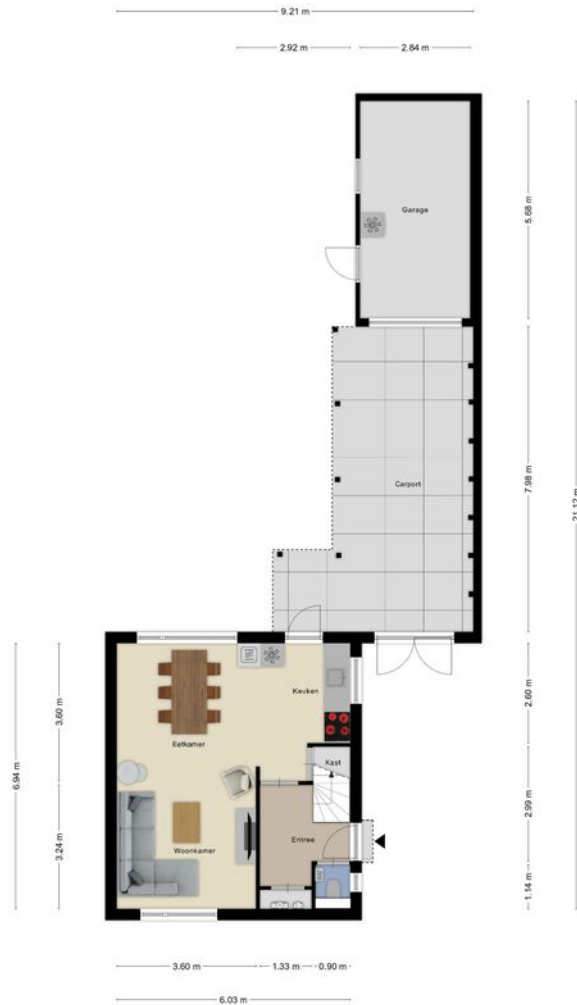 9.21 m
2.92 m
2.84 m
Garage
5.68 m
21.12 m
7.98 m
Carport
Keuken
2.60 m
3.60 m
Eetkamer
6.94 m
Kast
2.99 m
3.24 m
Entree
Woonkamer
1.14 m
3.60 m
1.33 m
0.90 m
6.03 m